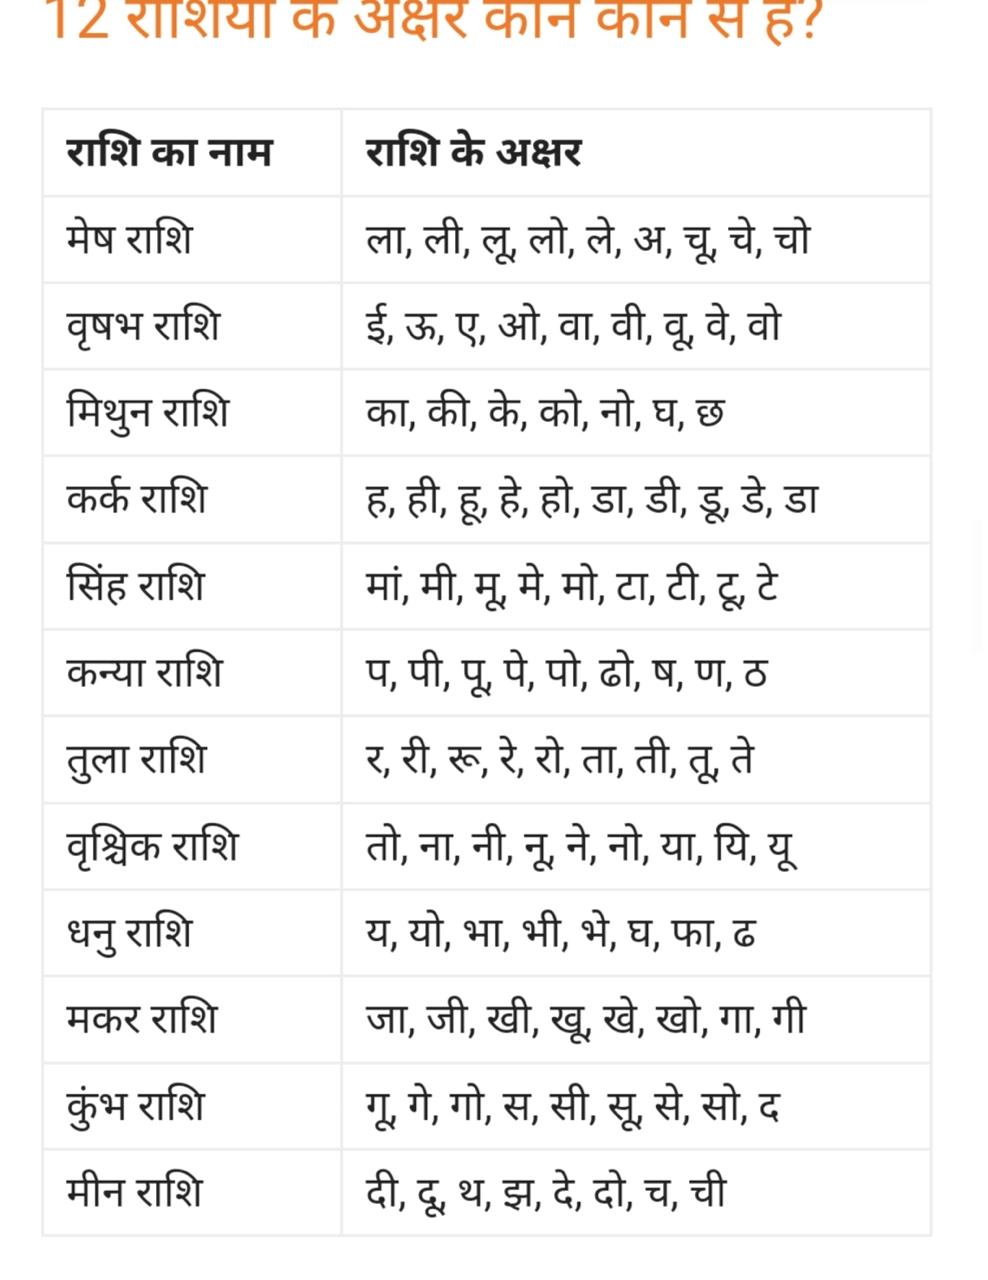 12 राशियों के अक्षर कौन कौन से है?
राशि का नाम राशि के अक्षर
मेष राशि ला, ली, लू, लो, ले, अ, चू, चे, चो
वृषभ राशि ई, ऊ, ए, ओ, वा, वी, वू, वे, वो
मिथुन राशि का, की, के, को, नो, घ, छ
कर्क राशि ह, ही, हू, हे, हो, डा, डी, डू, डे, डा
सिंह राशि मां, मी, मू, मे, मो, टा, टी, टू, टे
कन्या राशि प, पी, पू, पे, पो, ढो, ष, ण, ठ
तुला राशि र, री, रू, रे, रो, ता, ती, तू, ते
वृश्चिक राशि तो, ना, नी, नू, ने, नो, या, यि, यू
धनु राशि य, यो, भा, भी, भे, घ, फा, ढ
मकर राशि जा, जी, खी, खू, खे, खो, गा, गी
कुंभ राशि गू, गे, गो, स, सी, सू, से, सो, द
मीन राशि दी, दू, थ, झ, दे, दो, च, ची